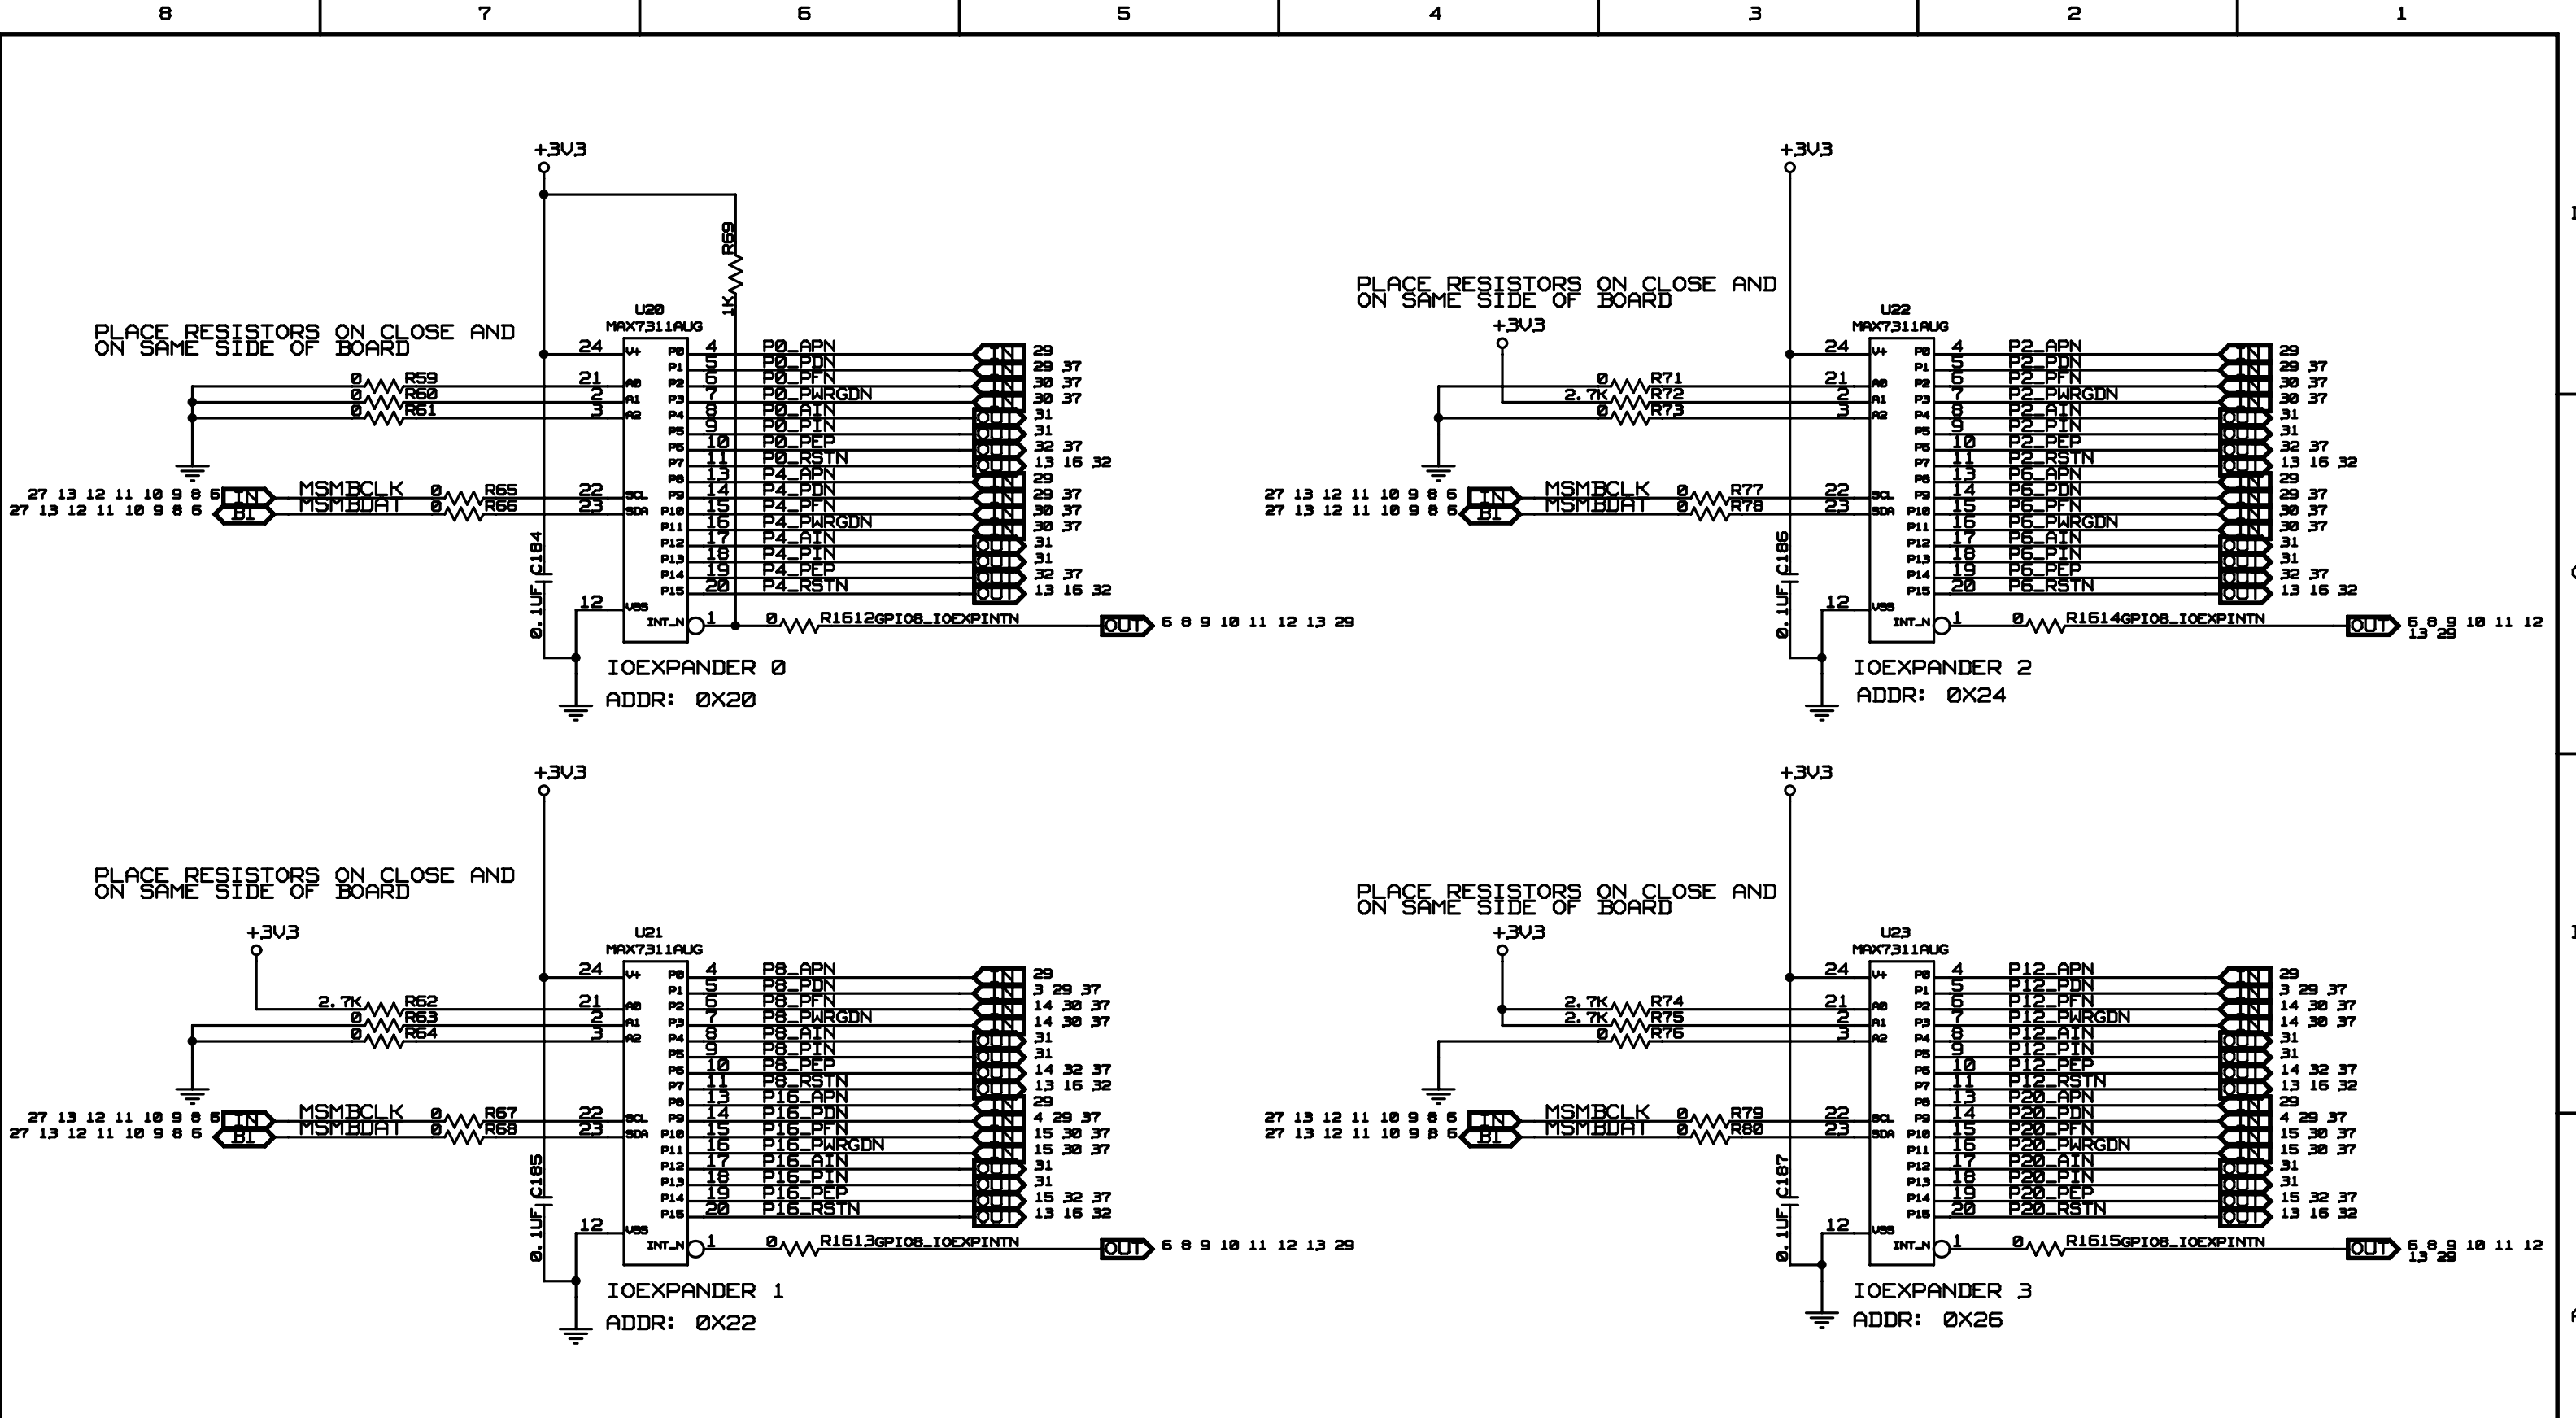 8 7 6 5 4 3 2 1
+3V3
R69
1K
PLACE RESISTORS ON CLOSE AND
ON SAME SIDE OF BOARD
U20
MAX7311AUG
24 V+ P0 4 P0_APN IN 29
P1 5 P0_PDN IN 29 37
0 R59 21 A0 P2 6 P0_PFN IN 30 37
0 R60 2 A1 P3 7 P0_PWRGDN IN 30 37
0 R61 3 A2 P4 8 P0_AIN OUT 31
P5 9 P0_PIN OUT 31
P6 10 P0_PEP OUT 32 37
P7 11 P0_RSTN OUT 13 16 32
P8 13 P4_APN IN 29
27 13 12 11 10 9 8 6 IN MSMBCLK 0 R65 22 SCL P9 14 P4_PDN IN 29 37
27 13 12 11 10 9 8 6 BI MSMBDAT 0 R66 23 SDA P10 15 P4_PFN IN 30 37
P11 16 P4_PWRGDN IN 30 37
P12 17 P4_AIN OUT 31
P13 18 P4_PIN OUT 31
P14 19 P4_PEP OUT 32 37
P15 20 P4_RSTN OUT 13 16 32
0.1UF C184
12 VSS
INT_N 1 0 R1612 GPIO8_IOEXPINTN OUT 6 8 9 10 11 12 13 29
IOEXPANDER 0
ADDR: 0X20
+3V3
PLACE RESISTORS ON CLOSE AND
ON SAME SIDE OF BOARD
+3V3
U22
MAX7311AUG
24 V+ P0 4 P2_APN IN 29
P1 5 P2_PDN IN 29 37
0 R71 21 A0 P2 6 P2_PFN IN 30 37
2.7K R72 2 A1 P3 7 P2_PWRGDN IN 30 37
0 R73 3 A2 P4 8 P2_AIN OUT 31
P5 9 P2_PIN OUT 31
P6 10 P2_PEP OUT 32 37
P7 11 P2_RSTN OUT 13 16 32
P8 13 P6_APN IN 29
27 13 12 11 10 9 8 6 IN MSMBCLK 0 R77 22 SCL P9 14 P6_PDN IN 29 37
27 13 12 11 10 9 8 6 BI MSMBDAT 0 R78 23 SDA P10 15 P6_PFN IN 30 37
P11 16 P6_PWRGDN IN 30 37
P12 17 P6_AIN OUT 31
P13 18 P6_PIN OUT 31
P14 19 P6_PEP OUT 32 37
P15 20 P6_RSTN OUT 13 16 32
0.1UF C186
12 VSS
INT_N 1 0 R1614 GPIO8_IOEXPINTN OUT 6 8 9 10 11 12
13 29
IOEXPANDER 2
ADDR: 0X24
+3V3
PLACE RESISTORS ON CLOSE AND
ON SAME SIDE OF BOARD
+3V3
U21
MAX7311AUG
24 V+ P0 4 P8_APN IN 29
P1 5 P8_PDN IN 3 29 37
2.7K R62 21 A0 P2 6 P8_PFN IN 14 30 37
0 R63 2 A1 P3 7 P8_PWRGDN IN 14 30 37
0 R64 3 A2 P4 8 P8_AIN OUT 31
P5 9 P8_PIN OUT 31
P6 10 P8_PEP OUT 14 32 37
P7 11 P8_RSTN OUT 13 16 32
P8 13 P16_APN IN 29
27 13 12 11 10 9 8 6 IN MSMBCLK 0 R67 22 SCL P9 14 P16_PDN IN 4 29 37
27 13 12 11 10 9 8 6 BI MSMBDAT 0 R68 23 SDA P10 15 P16_PFN IN 15 30 37
P11 16 P16_PWRGDN IN 15 30 37
P12 17 P16_AIN OUT 31
P13 18 P16_PIN OUT 31
P14 19 P16_PEP OUT 15 32 37
P15 20 P16_RSTN OUT 13 16 32
0.1UF C185
12 VSS
INT_N 1 0 R1613 GPIO8_IOEXPINTN OUT 6 8 9 10 11 12 13 29
IOEXPANDER 1
ADDR: 0X22
+3V3
PLACE RESISTORS ON CLOSE AND
ON SAME SIDE OF BOARD
+3V3
U23
MAX7311AUG
24 V+ P0 4 P12_APN IN 29
P1 5 P12_PDN IN 3 29 37
2.7K R74 21 A0 P2 6 P12_PFN IN 14 30 37
2.7K R75 2 A1 P3 7 P12_PWRGDN IN 14 30 37
0 R76 3 A2 P4 8 P12_AIN OUT 31
P5 9 P12_PIN OUT 31
P6 10 P12_PEP OUT 14 32 37
P7 11 P12_RSTN OUT 13 16 32
P8 13 P20_APN IN 29
27 13 12 11 10 9 8 6 IN MSMBCLK 0 R79 22 SCL P9 14 P20_PDN IN 4 29 37
27 13 12 11 10 9 8 6 BI MSMBDAT 0 R80 23 SDA P10 15 P20_PFN IN 15 30 37
P11 16 P20_PWRGDN IN 15 30 37
P12 17 P20_AIN OUT 31
P13 18 P20_PIN OUT 31
P14 19 P20_PEP OUT 15 32 37
P15 20 P20_RSTN OUT 13 16 32
0.1UF C187
12 VSS
INT_N 1 0 R1615 GPIO8_IOEXPINTN OUT 6 8 9 10 11 12
13 29
IOEXPANDER 3
ADDR: 0X26